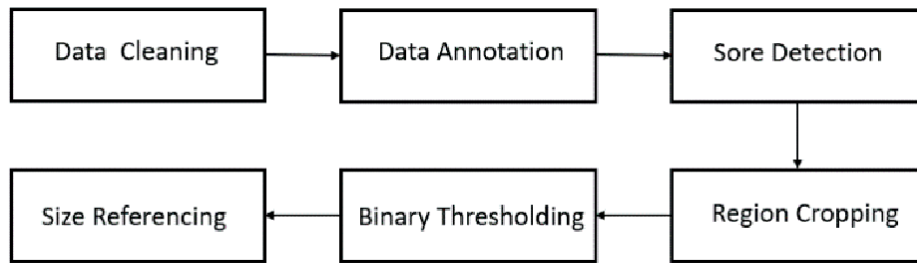 Data Cleaning
Data Annotation
Sore Detection
Region Cropping
Binary Thresholding
Size Referencing